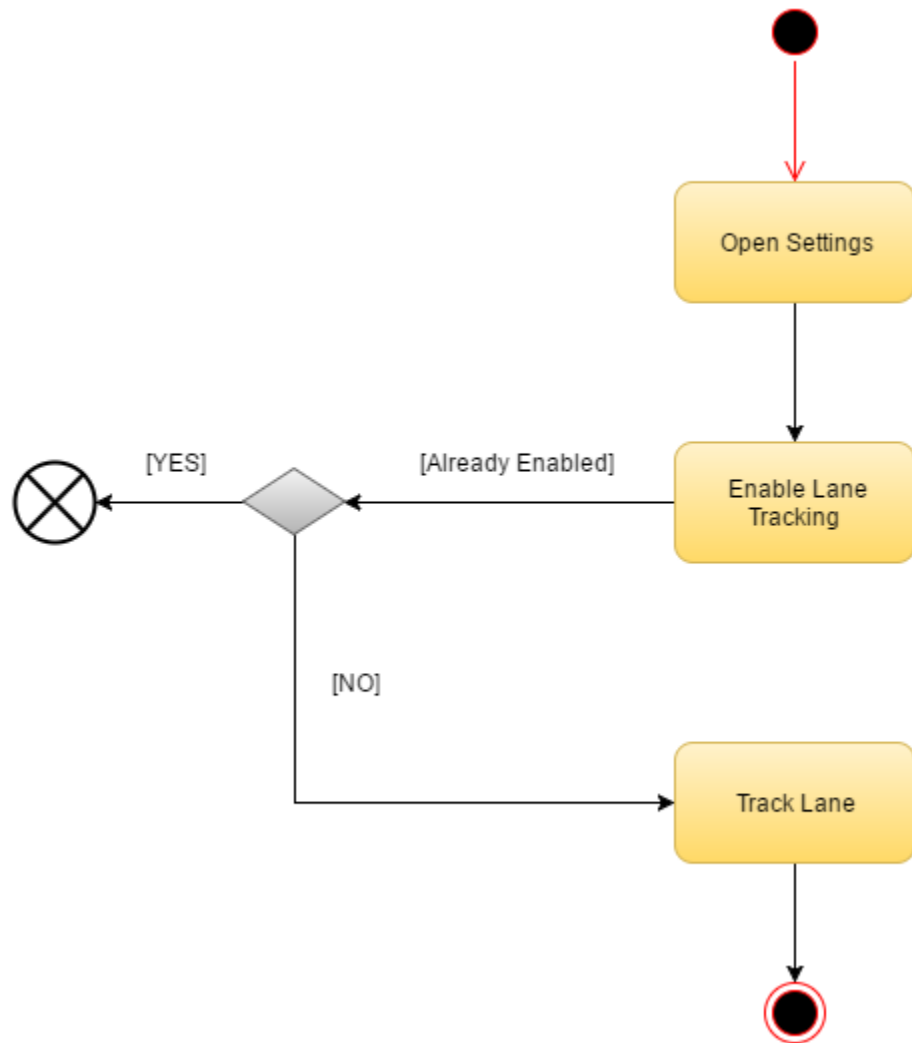 Open Settings
[YES]
[Already Enabled]
Enable Lane
Tracking
[NO]
Track Lane